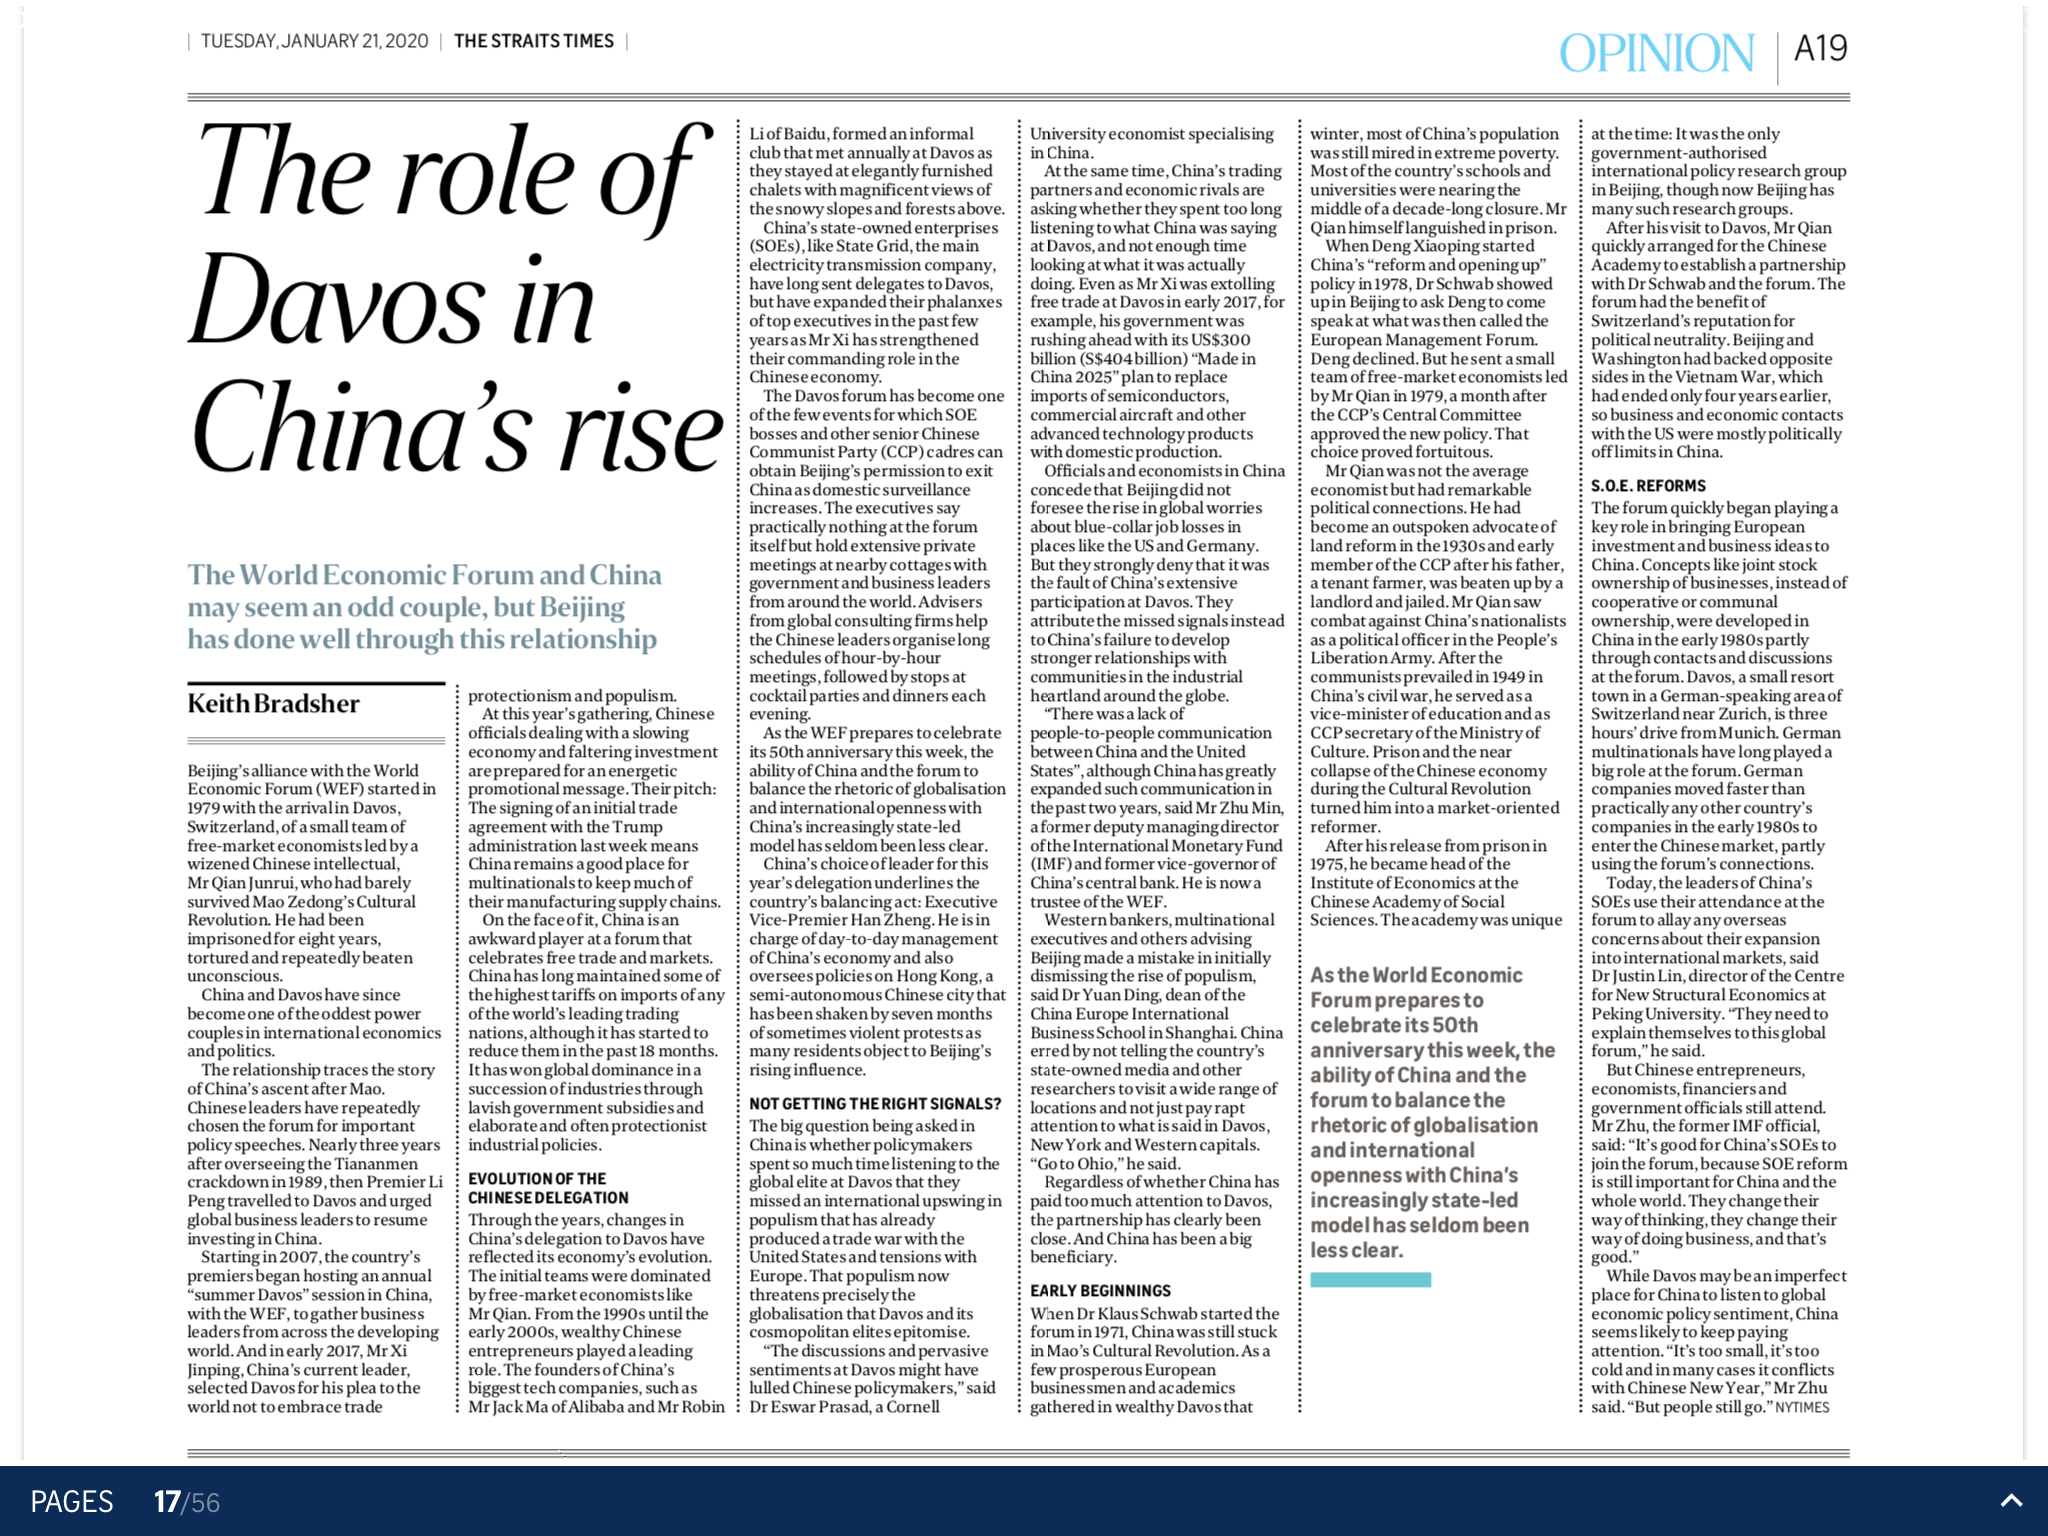 TUESDAY, JANUARY 21, 2020 | THE STRAITS TIMES |
OPINION | A19
The role of
Davos in
China's rise
The World Economic Forum and China
may seem an odd couple, but Beijing
has done well through this relationship
Keith Bradsher
Beijing's alliance with the World
Economic Forum (WEF) started in
1979 with the arrival in Davos,
Switzerland, of a small team of
free-market economists led by a
wizened Chinese intellectual,
Mr Qian Junrui, who had barely
survived Mao Zedong's Cultural
Revolution. He had been
imprisoned for eight years,
tortured and repeatedly beaten
unconscious.
China and Davos have since
become one of the oddest power
couples in international economics
and politics.
The relationship traces the story
of China's ascent after Mao.
Chinese leaders have repeatedly
chosen the forum for important
policy speeches. Nearly three years
after overseeing the Tiananmen
crackdown in 1989, then Premier Li
Peng travelled to Davos and urged
global business leaders to resume
investing in China.
Starting in 2007, the country's
premiers began hosting an annual
"summer Davos" session in China,
with the WEF, to gather business
leaders from across the developing
world. And in early 2017, Mr Xi
Jinping, China's current leader,
selected Davos for his plea to the
world not to embrace trade
protectionism and populism.
At this year's gathering, Chinese
officials dealing with a slowing
economy and faltering investment
are prepared for an energetic
promotional message. Their pitch:
The signing of an initial trade
agreement with the Trump
administration last week means
China remains a good place for
multinationals to keep much of
their manufacturing supply chains.
On the face of it, China is an
awkward player at a forum that
celebrates free trade and markets.
China has long maintained some of
the highest tariffs on imports of any
of the world's leading trading
nations, although it has started to
reduce them in the past 18 months.
It has won global dominance in a
succession of industries through
lavish government subsidies and
elaborate and often protectionist
industrial policies.
EVOLUTION OF THE
CHINESE DELEGATION
Through the years, changes in
China's delegation to Davos have
reflected its economy's evolution.
The initial teams were dominated
by free-market economists like
Mr Qian. From the 1990s until the
early 2000s, wealthy Chinese
entrepreneurs played a leading
role. The founders of China's
biggest tech companies, such as
Mr Jack Ma of Alibaba and Mr Robin
Li of Baidu, formed an informal
club that met annually at Davos as
they stayed at elegantly furnished
chalets with magnificent views of
the snowy slopes and forests above.
China's state-owned enterprises
(SOEs), like State Grid, the main
electricity transmission company,
have long sent delegates to Davos,
but have expanded their phalanxes
of top executives in the past few
years as Mr Xi has strengthened
their commanding role in the
Chinese economy.
The Davos forum has become one
of the few events for which SOE
bosses and other senior Chinese
Communist Party (CCP) cadres can
obtain Beijing's permission to exit
China as domestic surveillance
increases. The executives say
practically nothing at the forum
itself but hold extensive private
meetings at nearby cottages with
government and business leaders
from around the world. Advisers
from global consulting firms help
the Chinese leaders organise long
schedules of hour-by-hour
meetings, followed by stops at
cocktail parties and dinners each
evening.
As the WEF prepares to celebrate
its 50th anniversary this week, the
ability of China and the forum to
balance the rhetoric of globalisation
and international openness with
China's increasingly state-led
model has seldom been less clear.
China's choice of leader for this
year's delegation underlines the
country's balancing act: Executive
Vice-Premier Han Zheng. He is in
charge of day-to-day management
of China's economy and also
oversees policies on Hong Kong, a
semi-autonomous Chinese city that
has been shaken by seven months
of sometimes violent protests as
many residents object to Beijing's
rising influence.
NOT GETTING THE RIGHT SIGNALS?
The big question being asked in
China is whether policymakers
spent so much time listening to the
global elite at Davos that they
missed an international upswing in
populism that has already
produced a trade war with the
United States and tensions with
Europe. That populism now
threatens precisely the
globalisation that Davos and its
cosmopolitan elites epitomise.
"The discussions and pervasive
sentiments at Davos might have
lulled Chinese policymakers," said
Dr Eswar Prasad, a Cornell
University economist specialising
in China.
At the same time, China's trading
partners and economic rivals are
asking whether they spent too long
listening to what China was saying
at Davos, and not enough time
looking at what it was actually
doing. Even as Mr Xi was extolling
free trade at Davos in early 2017, for
example, his government was
rushing ahead with its US$300
billion (S$404 billion) "Made in
China 2025" plan to replace
imports of semiconductors,
commercial aircraft and other
advanced technology products
with domestic production.
Officials and economists in China
concede that Beijing did not
foresee the rise in global worries
about blue-collar job losses in
places like the US and Germany.
But they strongly deny that it was
the fault of China's extensive
participation at Davos. They
attribute the missed signals instead
to China's failure to develop
stronger relationships with
communities in the industrial
heartland around the globe.
"There was a lack of
people-to-people communication
between China and the United
States", although China has greatly
expanded such communication in
the past two years, said Mr Zhu Min,
a former deputy managing director
of the International Monetary Fund
(IMF) and former vice-governor of
China's central bank. He is now a
trustee of the WEF.
Western bankers, multinational
executives and others advising
Beijing made a mistake in initially
dismissing the rise of populism,
said Dr Yuan Ding, dean of the
China Europe International
Business School in Shanghai. China
erred by not telling the country's
state-owned media and other
researchers to visit a wide range of
locations and not just pay rapt
attention to what is said in Davos,
New York and Western capitals.
"Go to Ohio," he said.
Regardless of whether China has
paid too much attention to Davos,
the partnership has clearly been
close. And China has been a big
beneficiary.
EARLY BEGINNINGS
When Dr Klaus Schwab started the
forum in 1971, China was still stuck
in Mao's Cultural Revolution. As a
few prosperous European
businessmen and academics
gathered in wealthy Davos that
winter, most of China's population
was still mired in extreme poverty.
Most of the country's schools and
universities were nearing the
middle of a decade-long closure. Mr
Qian himself languished in prison.
When Deng Xiaoping started
China's "reform and opening up"
policy in 1978, Dr Schwab showed
up in Beijing to ask Deng to come
speak at what was then called the
European Management Forum.
Deng declined. But he sent a small
team of free-market economists led
by Mr Qian in 1979, a month after
the CCP's Central Committee
approved the new policy. That
choice proved fortuitous.
Mr Qian was not the average
economist but had remarkable
political connections. He had
become an outspoken advocate of
land reform in the 1930s and early
member of the CCP after his father,
a tenant farmer, was beaten up by a
landlord and jailed. Mr Qian saw
combat against China's nationalists
as a political officer in the People's
Liberation Army. After the
communists prevailed in 1949 in
China's civil war, he served as a
vice-minister of education and as
CCP secretary of the Ministry of
Culture. Prison and the near
collapse of the Chinese economy
during the Cultural Revolution
turned him into a market-oriented
reformer.
After his release from prison in
1975, he became head of the
Institute of Economics at the
Chinese Academy of Social
Sciences. The academy was unique
As the World Economic
Forum prepares to
celebrate its 50th
anniversary this week, the
ability of China and the
forum to balance the
rhetoric of globalisation
and international
openness with China's
increasingly state-led
model has seldom been
less clear.
at the time: It was the only
government-authorised
international policy research group
in Beijing, though now Beijing has
many such research groups.
After his visit to Davos, Mr Qian
quickly arranged for the Chinese
Academy to establish a partnership
with Dr Schwab and the forum. The
forum had the benefit of
Switzerland's reputation for
political neutrality. Beijing and
Washington had backed opposite
sides in the Vietnam War, which
had ended only four years earlier,
so business and economic contacts
with the US were mostly politically
off limits in China.
S.O.E. REFORMS
The forum quickly began playing a
key role in bringing European
investment and business ideas to
China. Concepts like joint stock
ownership of businesses, instead of
cooperative or communal
ownership, were developed in
China in the early 1980s partly
through contacts and discussions
at the forum. Davos, a small resort
town in a German-speaking area of
Switzerland near Zurich, is three
hours' drive from Munich. German
multinationals have long played a
big role at the forum. German
companies moved faster than
practically any other country's
companies in the early 1980s to
enter the Chinese market, partly
using the forum's connections.
Today, the leaders of China's
SOEs use their attendance at the
forum to allay any overseas
concerns about their expansion
into international markets, said
Dr Justin Lin, director of the Centre
for New Structural Economics at
Peking University. "They need to
explain themselves to this global
forum," he said.
But Chinese entrepreneurs,
economists, financiers and
government officials still attend.
Mr Zhu, the former IMF official,
said: "It's good for China's SOEs to
join the forum, because SOE reform
is still important for China and the
whole world. They change their
way of thinking, they change their
way of doing business, and that's
good."
While Davos may be an imperfect
place for China to listen to global
economic policy sentiment, China
seems likely to keep paying
attention. "It's too small, it's too
cold and in many cases it conflicts
with Chinese New Year," Mr Zhu
said. "But people still go." NYTIMES
PAGES 17/56